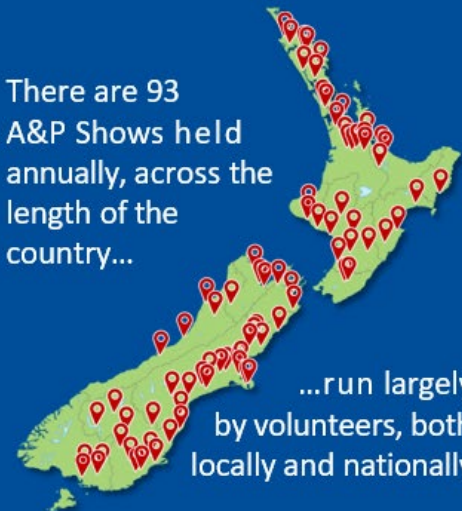 There are 93
A&P Shows held
annually, across the
length of the
country...
...run largely
by volunteers, both
locally and nationally